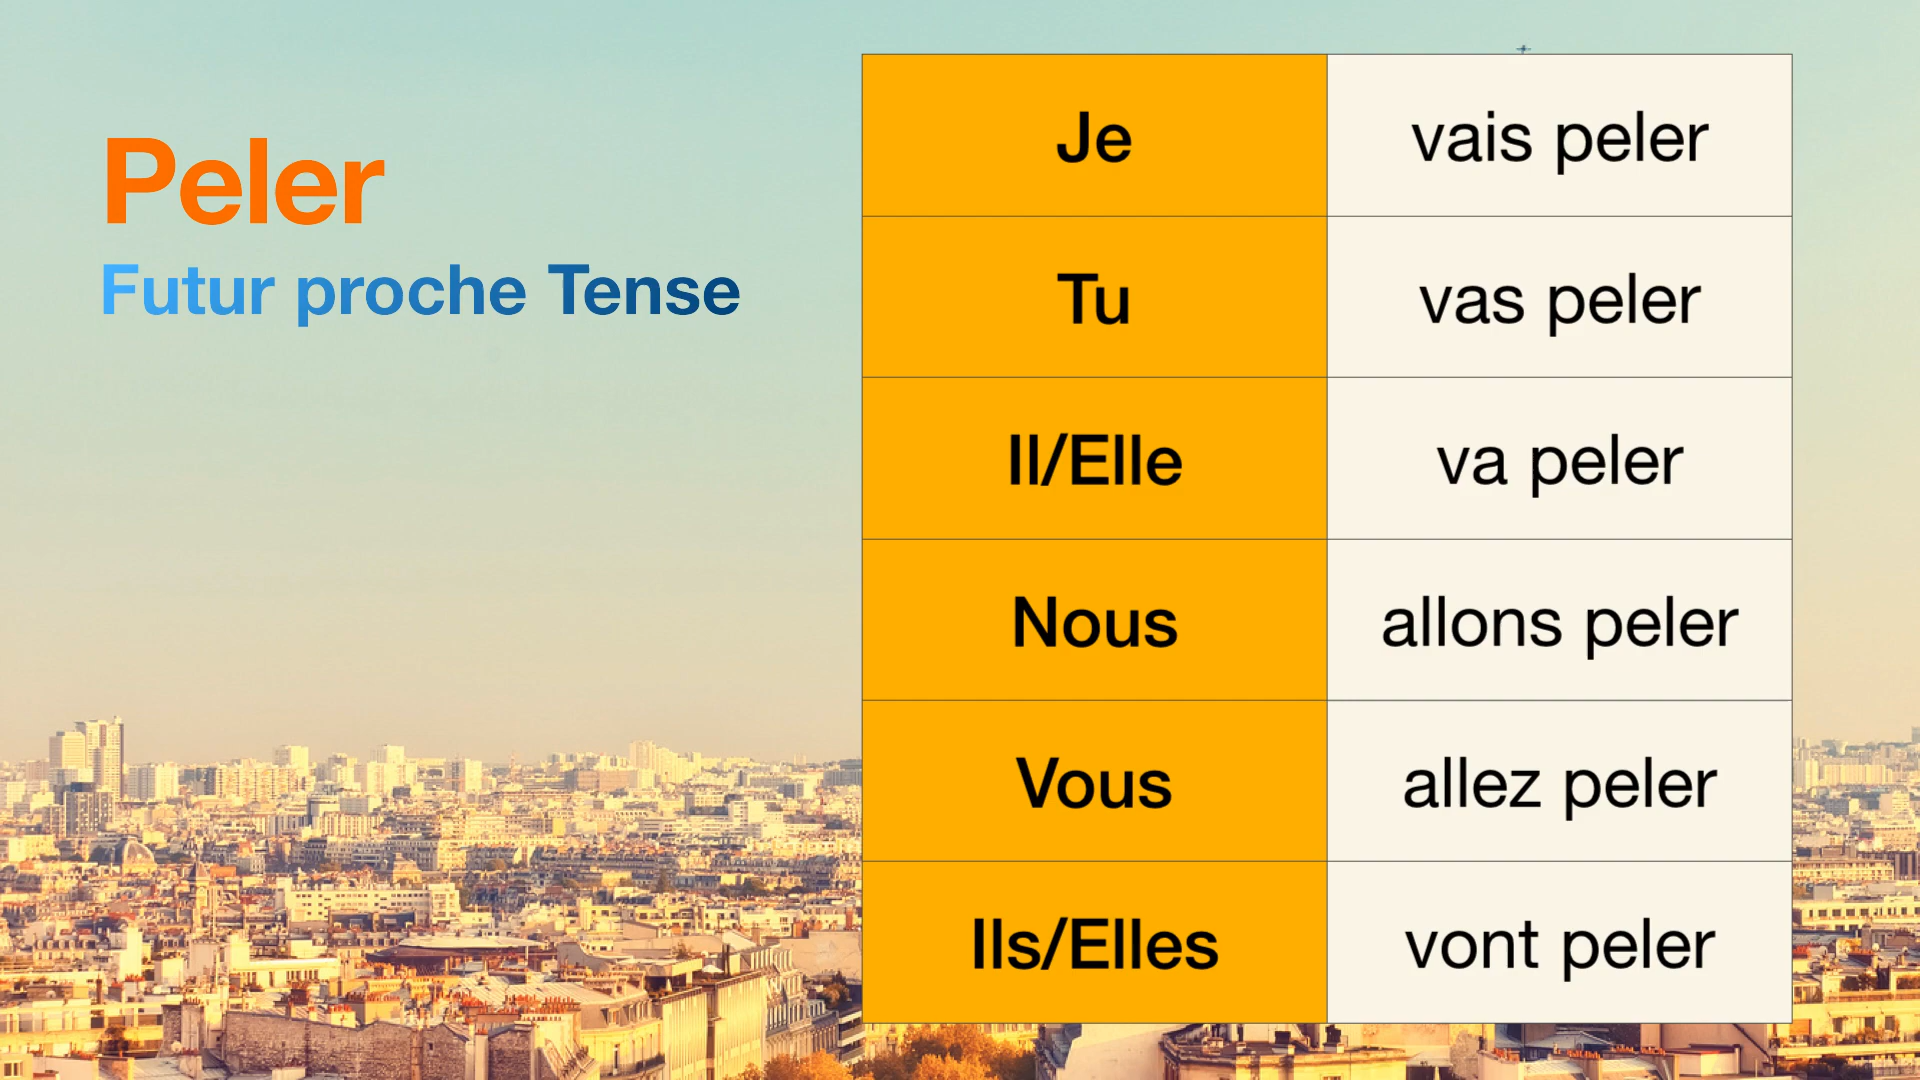 Peler
Futur proche Tense
Je vais peler
Tu vas peler
Il/Elle va peler
Nous allons peler
Vous allez peler
Ils/Elles vont peler